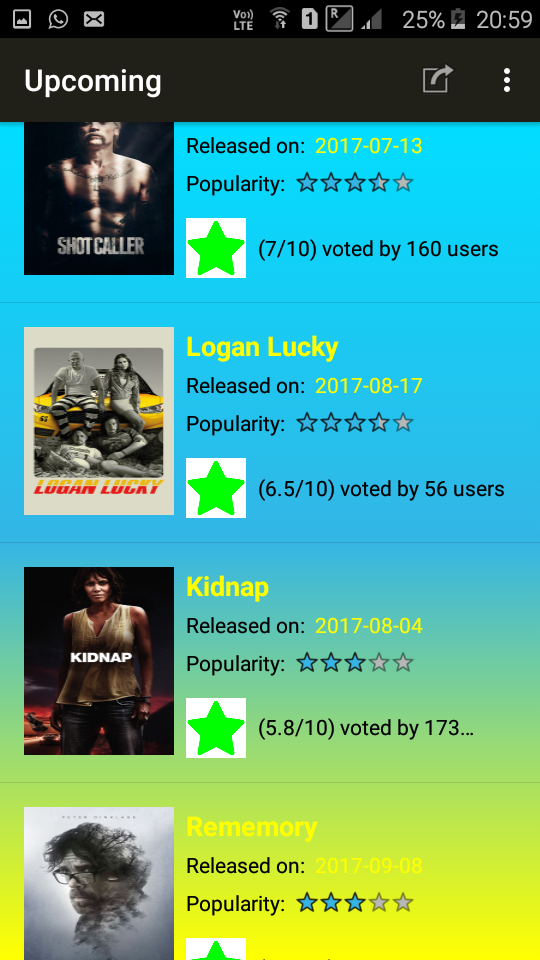 Vo))
LTE
1
R
25%
20:59
Upcoming
SHOT CALLER
Released on: 2017-07-13
Popularity:
(7/10) voted by 160 users
LOGAN LUCKY
Logan Lucky
Released on: 2017-08-17
Popularity:
(6.5/10) voted by 56 users
KIDNAP
Kidnap
Released on: 2017-08-04
Popularity:
(5.8/10) voted by 173...
PETER DINKLAGE
Rememory
Released on: 2017-09-08
Popularity: